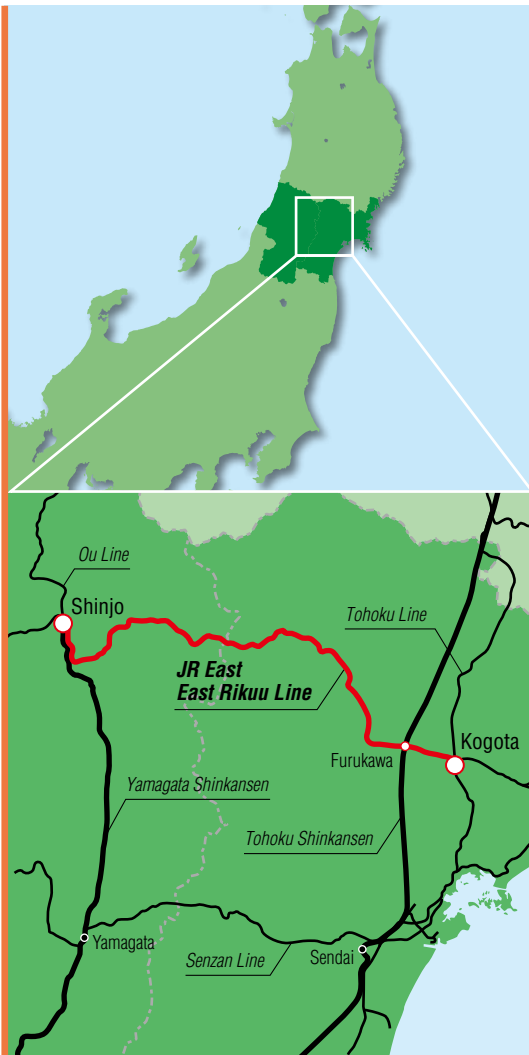 Ou Line
Shinjo
Tohoku Line
JR East
East Rikuu Line
Kogota
Furukawa
Yamagata Shinkansen
Tohoku Shinkansen
Yamagata
Senzan Line
Sendai